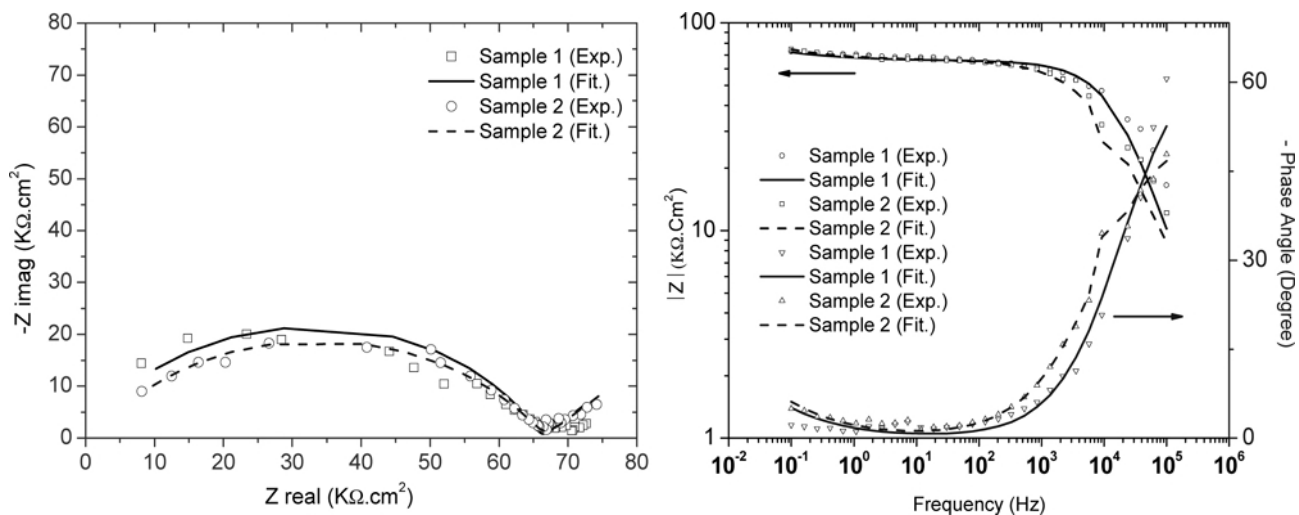 80
70
60
50
40
30
20
10
0
-Z imag (KΩ.cm²)
Sample 1 (Exp.)
Sample 1 (Fit.)
Sample 2 (Exp.)
Sample 2 (Fit.)
0 10 20 30 40 50 60 70 80
Z real (KΩ.cm²)
100
10
1
|Z| (KΩ.Cm²)
Sample 1 (Exp.)
Sample 1 (Fit.)
Sample 2 (Exp.)
Sample 2 (Fit.)
Sample 1 (Exp.)
Sample 1 (Fit.)
Sample 2 (Exp.)
Sample 2 (Fit.)
60
30
0
- Phase Angle (Degree)
10⁻² 10⁻¹ 10⁰ 10¹ 10² 10³ 10⁴ 10⁵ 10⁶
Frequency (Hz)